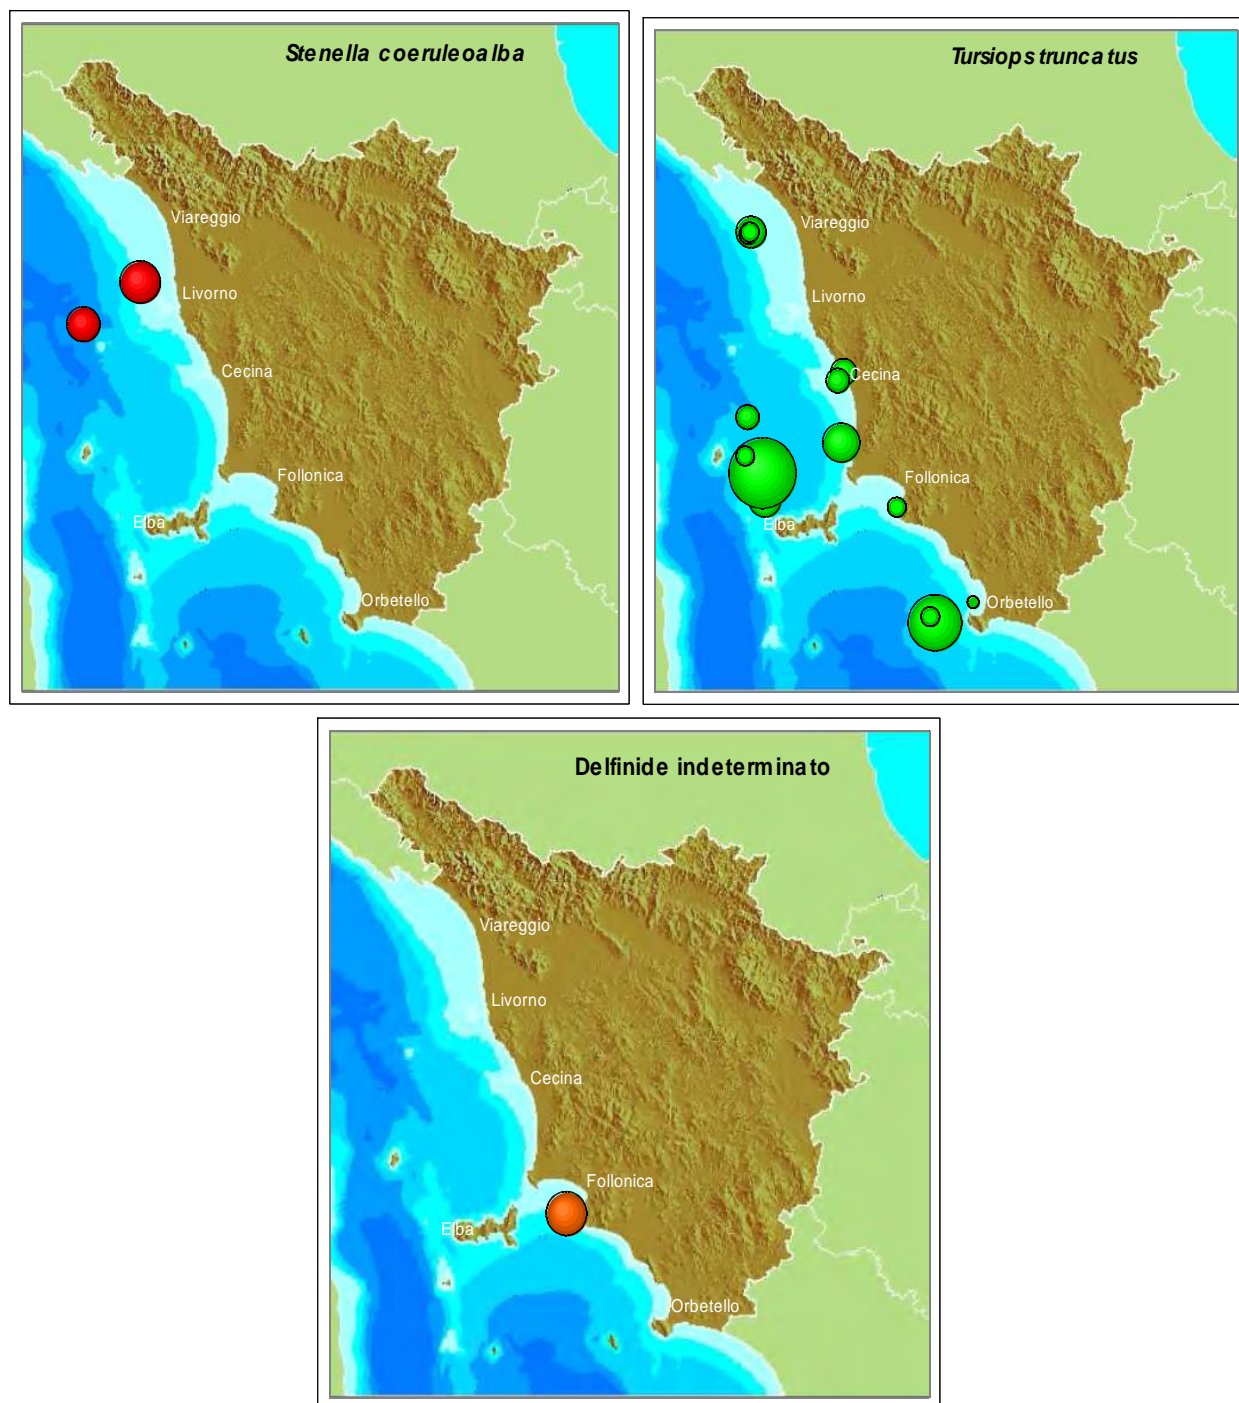 Stenella coeruleoalba
Viareggio
Livorno
Cecina
Follonica
Elba
Orbetello
Tursiops truncatus
Viareggio
Livorno
Cecina
Follonica
Elba
Orbetello
Delfinide indeterminato
Viareggio
Livorno
Cecina
Follonica
Elba
Orbetello